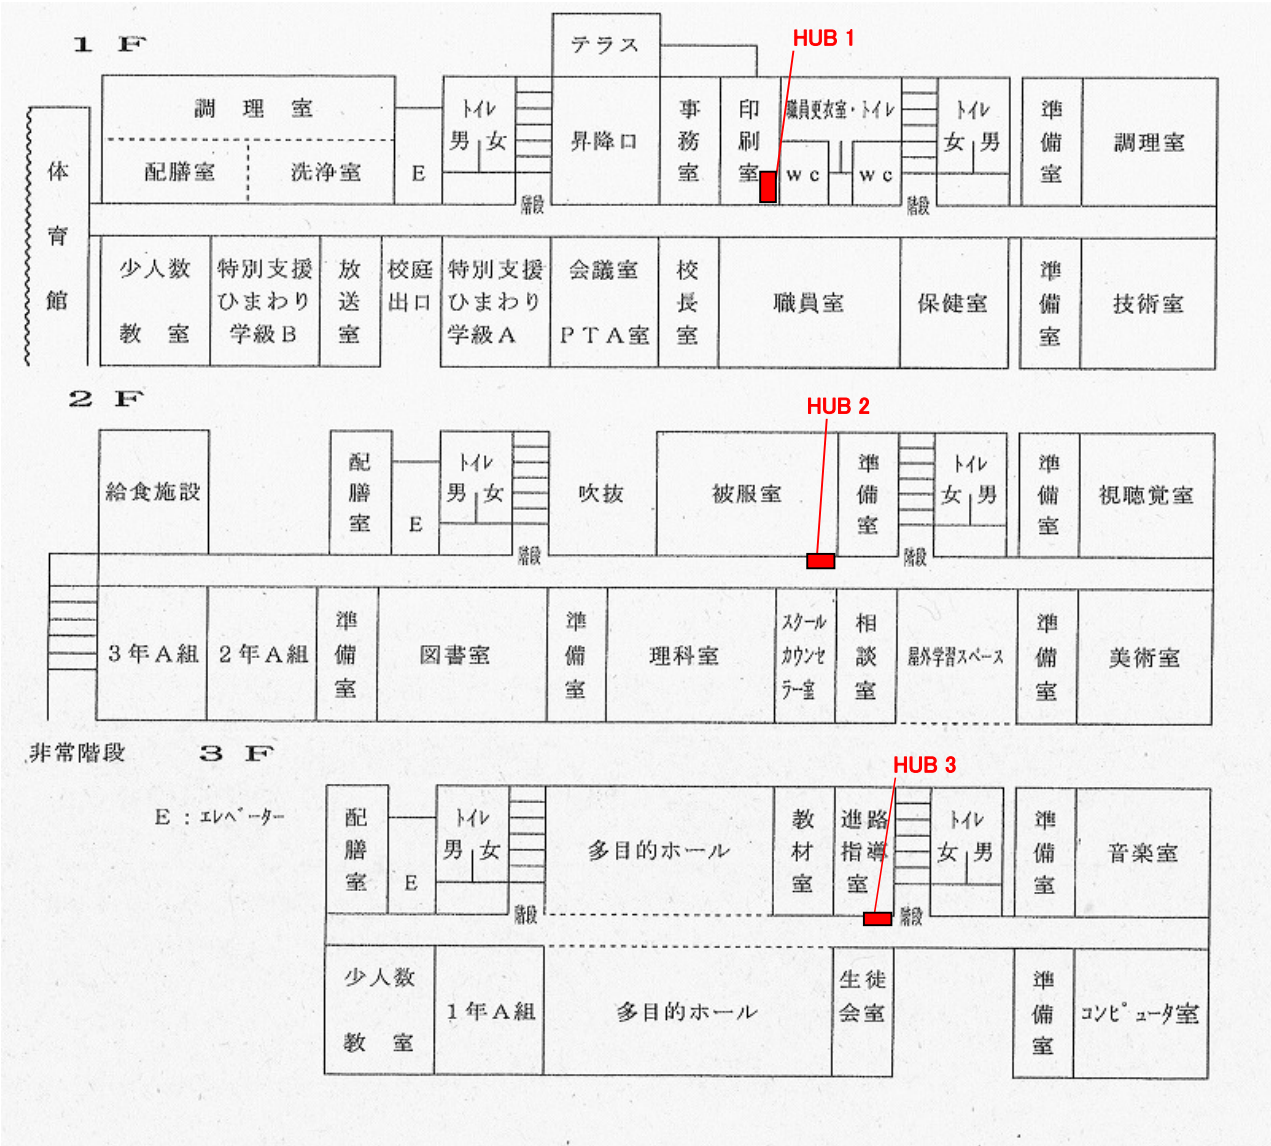 1 F
HUB 1
テラス
調 理 室
配膳室
洗浄室
E
トイレ
男 女
階段
昇降口
事務室
印刷室
職員更衣室・トイレ
w c
w c
階段
トイレ
女 男
準備室
調理室
体育館
少人数
教 室
特別支援
ひまわり
学級B
放送室
校庭
出口
特別支援
ひまわり
学級A
会議室
PTA室
校長室
職員室
保健室
準備室
技術室
2 F
HUB 2
給食施設
配膳室
E
トイレ
男 女
階段
吹抜
被服室
準備室
階段
トイレ
女 男
準備室
視聴覚室
3年A組
2年A組
準備室
図書室
準備室
理科室
スクール
カウンセ
ラー室
相談室
屋外学習スペース
準備室
美術室
非常階段
3 F
HUB 3
E：エレベーター
配膳室
E
トイレ
男 女
階段
多目的ホール
教材室
進路
指導
室
階段
トイレ
女 男
準備室
音楽室
少人数
教 室
1年A組
多目的ホール
生徒
会室
準備室
コンピュータ室